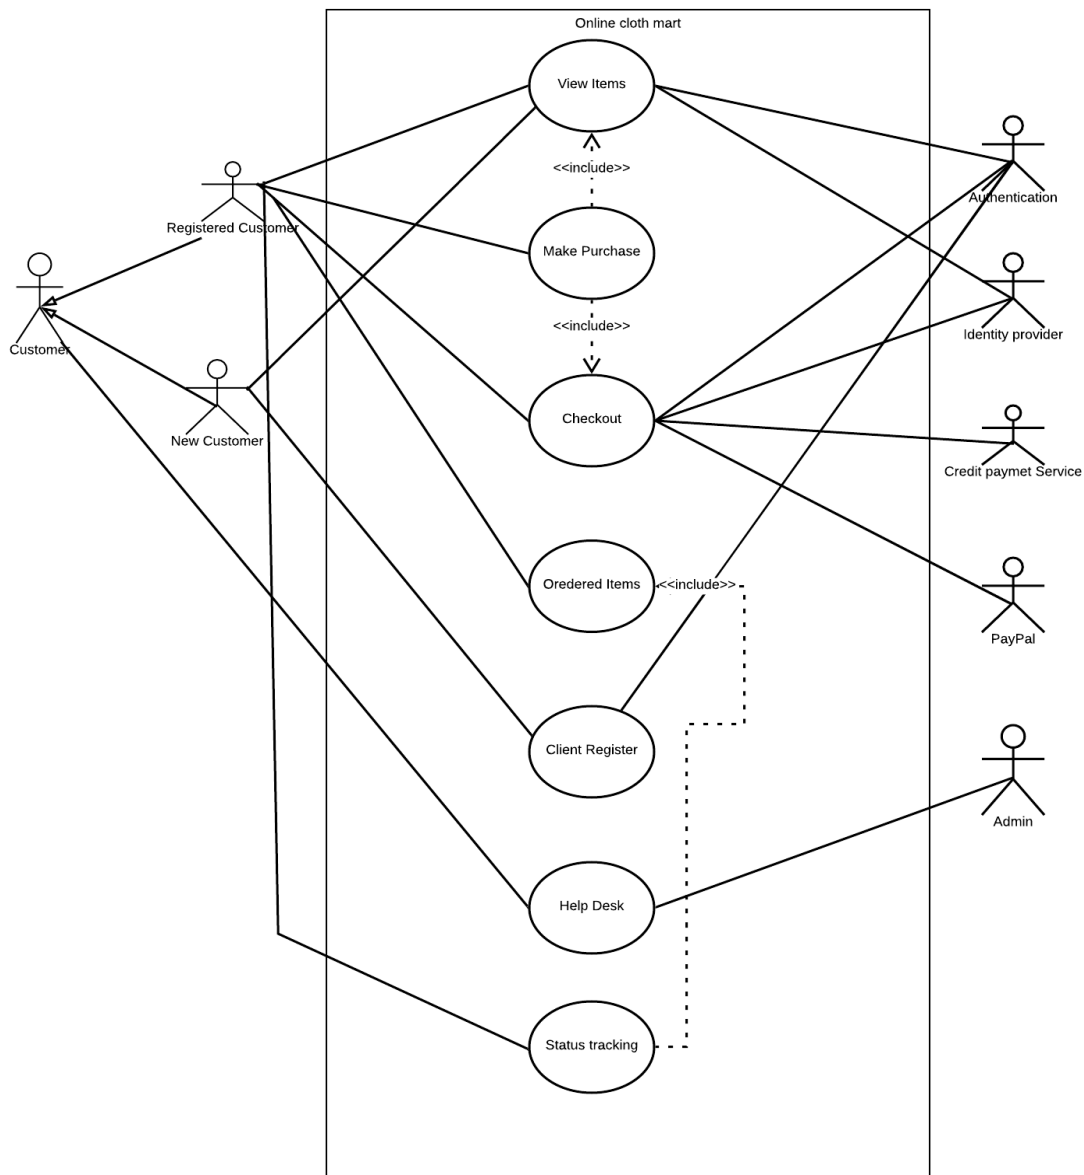 Online cloth mart
View Items
<<include>>
Authentication
Registered Customer
Make Purchase
<<include>>
Identity provider
Customer
Checkout
New Customer
Credit paymet Service
Oredered Items
<<include>>
PayPal
Client Register
Admin
Help Desk
Status tracking